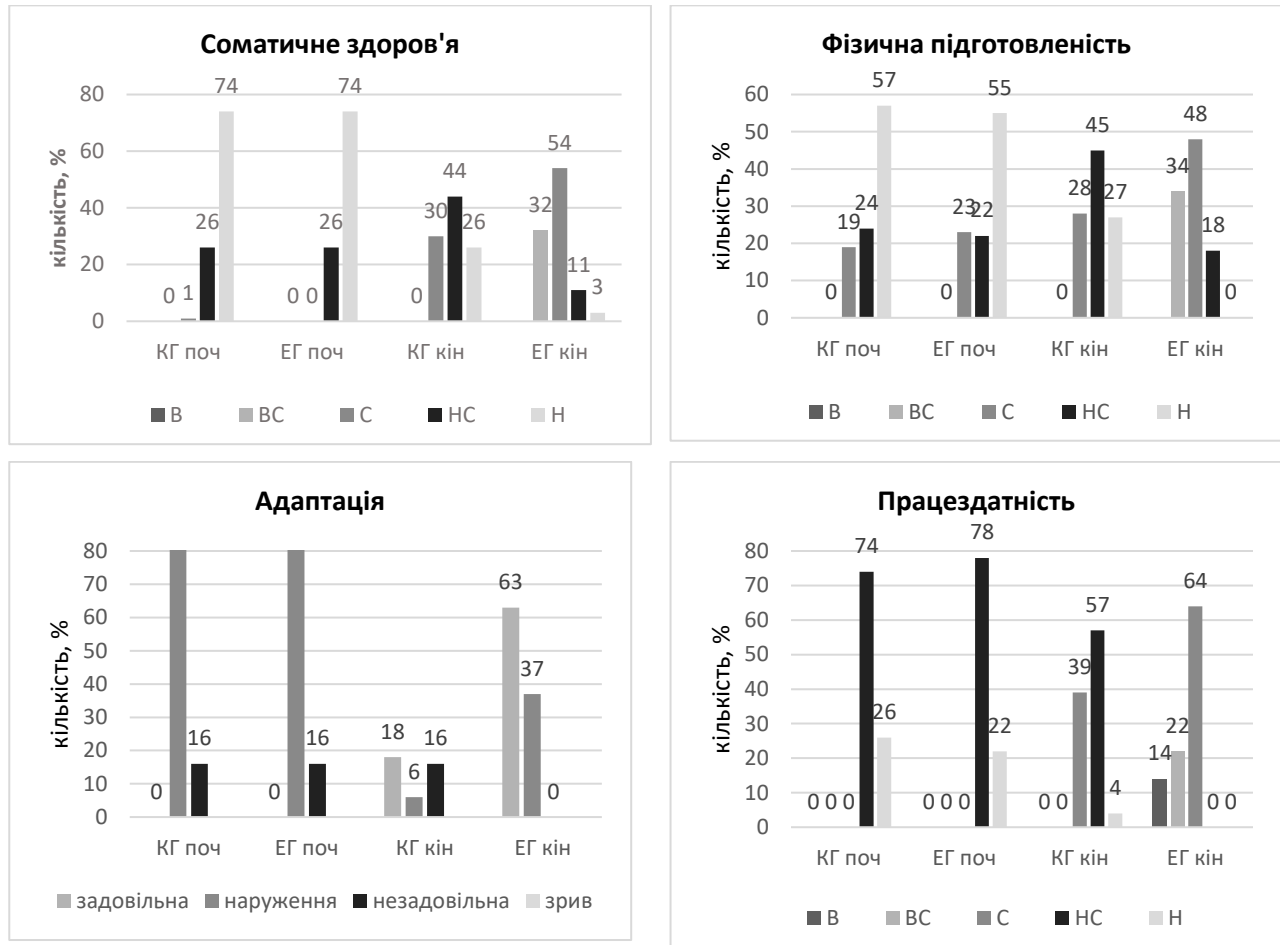 Соматичне здоров'я
кількість, %
80
60
40
20
0
0 1 26 74
0 0 26 74
0 30 44 26
32 54 11 3
КГ поч ЕГ поч КГ кін ЕГ кін
В ВС С НС Н
Фізична підготовленість
кількість, %
60
50
40
30
20
10
0
0 19 24 57
0 23 22 55
0 28 45 27
34 48 18 0
КГ поч ЕГ поч КГ кін ЕГ кін
В ВС С НС Н
Адаптація
кількість, %
80
70
60
50
40
30
20
10
0
0 16
0 16
18 6 16
63 37 0
КГ поч ЕГ поч КГ кін ЕГ кін
задовільна наруження незадовільна зрив
Працездатність
кількість, %
80
70
60
50
40
30
20
10
0
0 0 0 74 26
0 0 0 78 22
0 0 39 57 4
14 22 64 0 0
КГ поч ЕГ поч КГ кін ЕГ кін
В ВС С НС Н